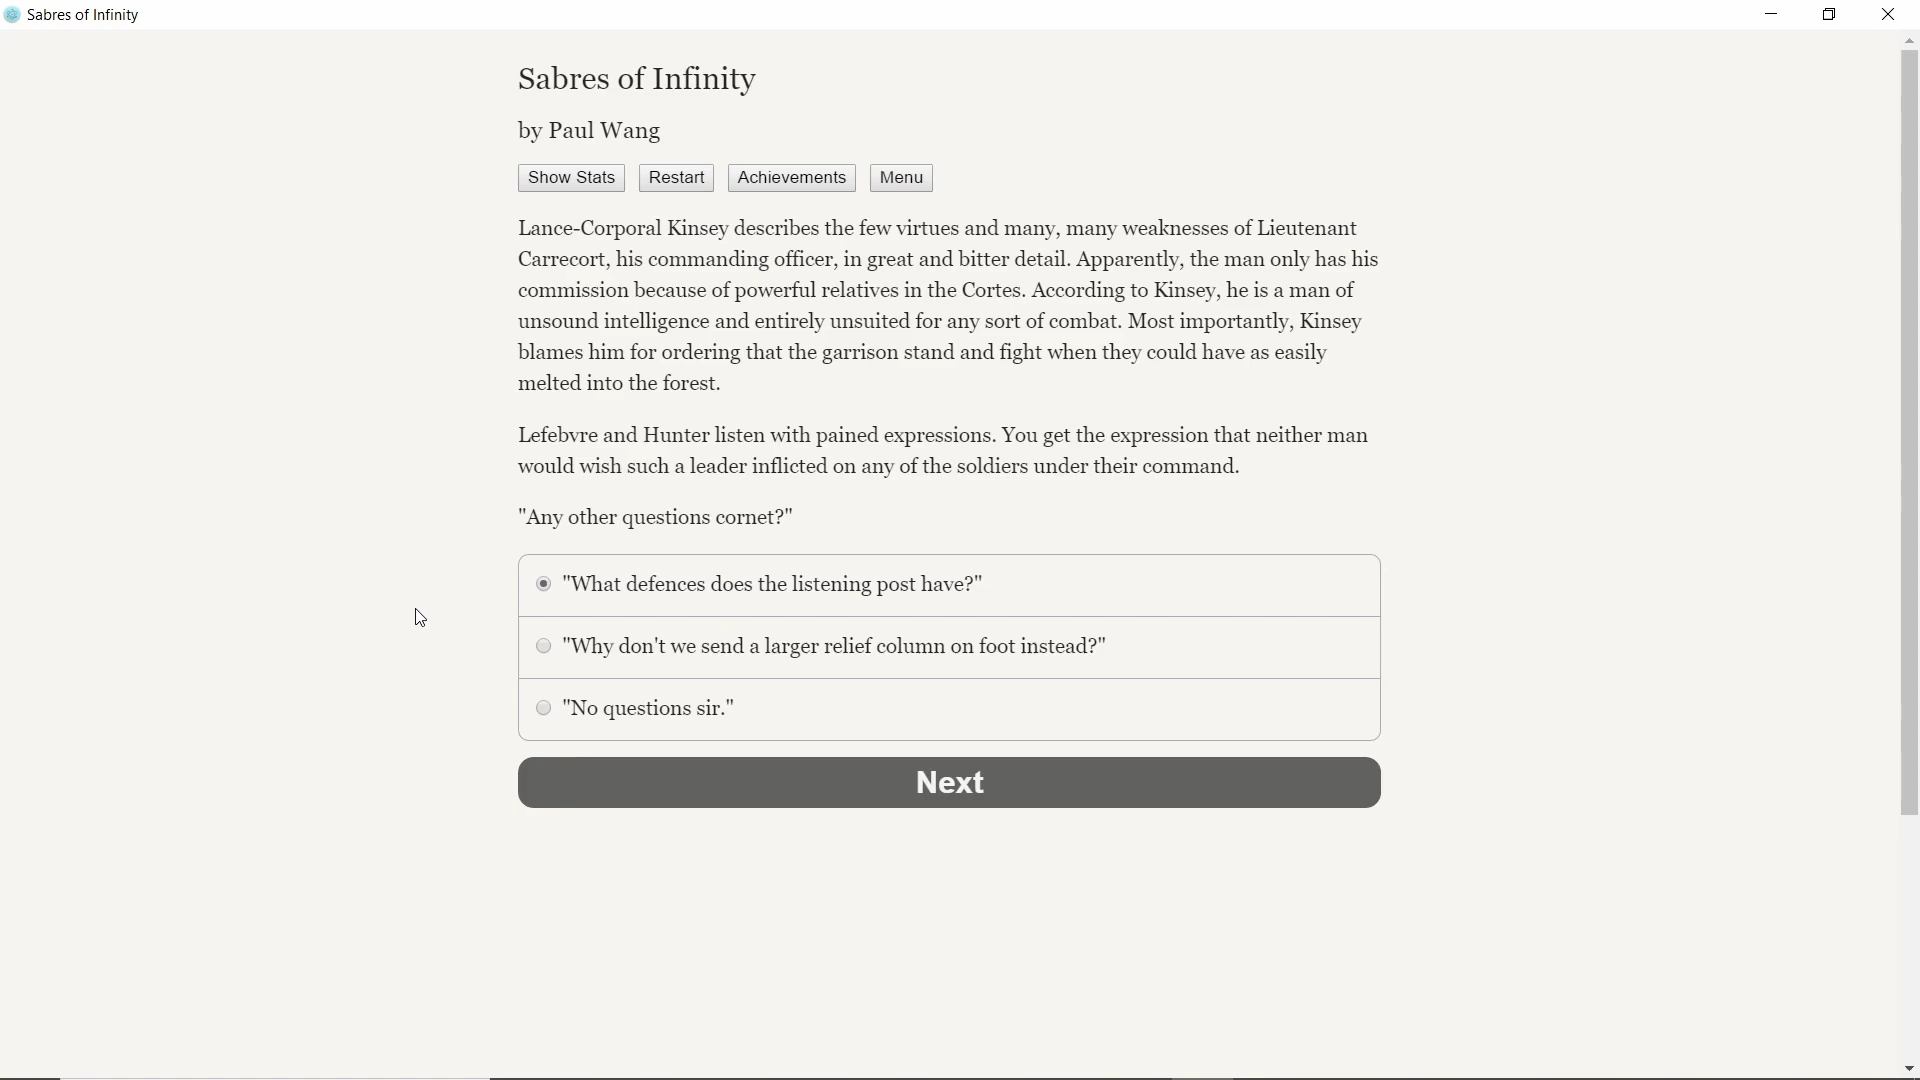 Sabres of Infinity
Sabres of Infinity
by Paul Wang
Show Stats Restart Achievements Menu
Lance-Corporal Kinsey describes the few virtues and many, many weaknesses of Lieutenant
Carrecort, his commanding officer, in great and bitter detail. Apparently, the man only has his
commission because of powerful relatives in the Cortes. According to Kinsey, he is a man of
unsound intelligence and entirely unsuited for any sort of combat. Most importantly, Kinsey
blames him for ordering that the garrison stand and fight when they could have as easily
melted into the forest.
Lefebvre and Hunter listen with pained expressions. You get the expression that neither man
would wish such a leader inflicted on any of the soldiers under their command.
"Any other questions cornet?"
"What defences does the listening post have?"
"Why don't we send a larger relief column on foot instead?"
"No questions sir."
Next